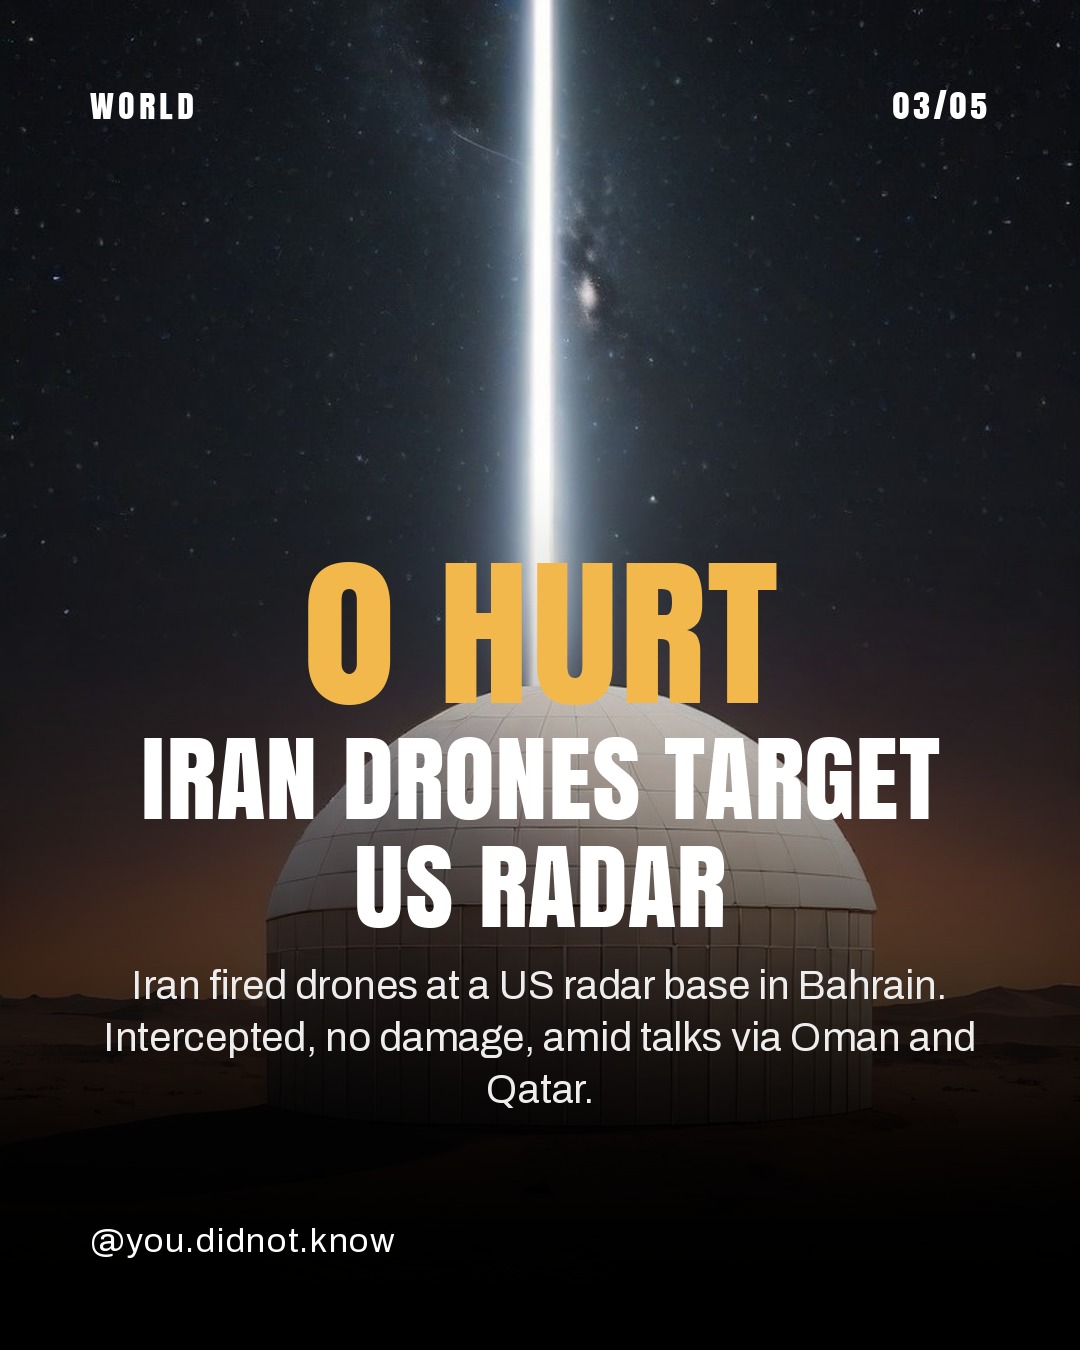 WORLD
03/05
O HURT
IRAN DRONES TARGET
US RADAR
Iran fired drones at a US radar base in Bahrain.
Intercepted, no damage, amid talks via Oman and
Qatar.
@you.didnot.know